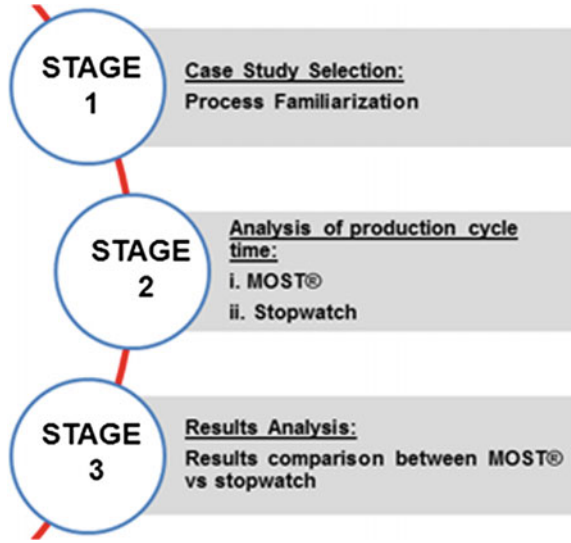 STAGE
1
Case Study Selection:
Process Familiarization
STAGE
2
Analysis of production cycle
time:
i. MOST®
ii. Stopwatch
STAGE
3
Results Analysis:
Results comparison between MOST®
vs stopwatch